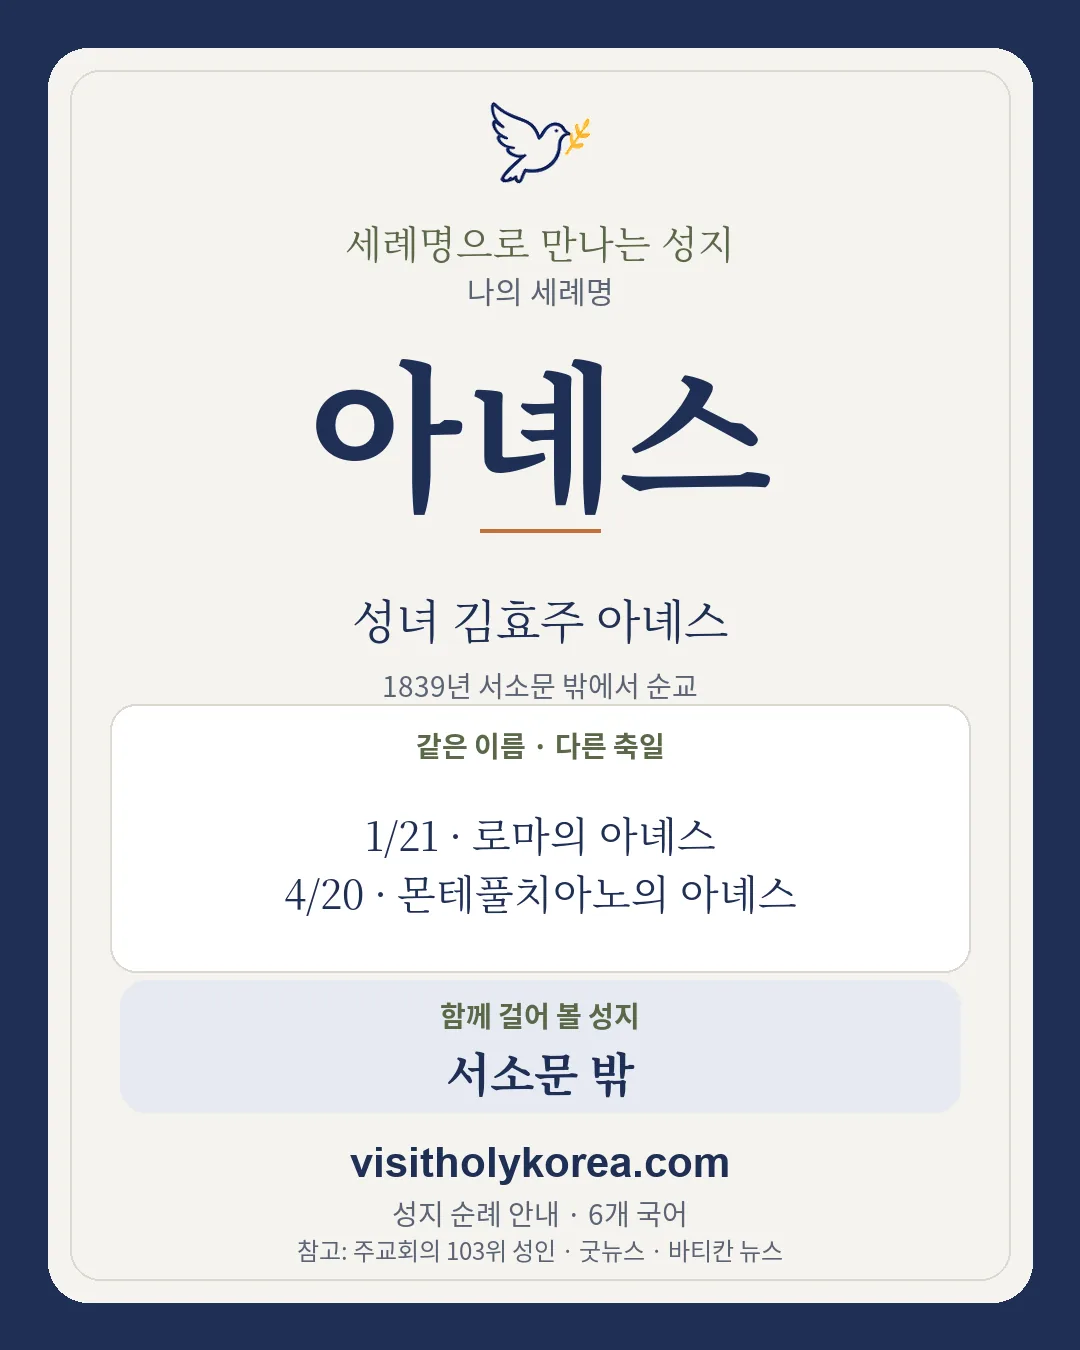 세례명으로 만나는 성지
나의 세례명
아녜스
성녀 김효주 아녜스
1839년 서소문 밖에서 순교
같은 이름 · 다른 축일
1/21 · 로마의 아녜스
4/20 · 몬테풀치아노의 아녜스
함께 걸어 볼 성지
서소문 밖
visitholykorea.com
성지 순례 안내 · 6개 국어
참고: 주교회의 103위 성인 · 굿뉴스 · 바티칸 뉴스